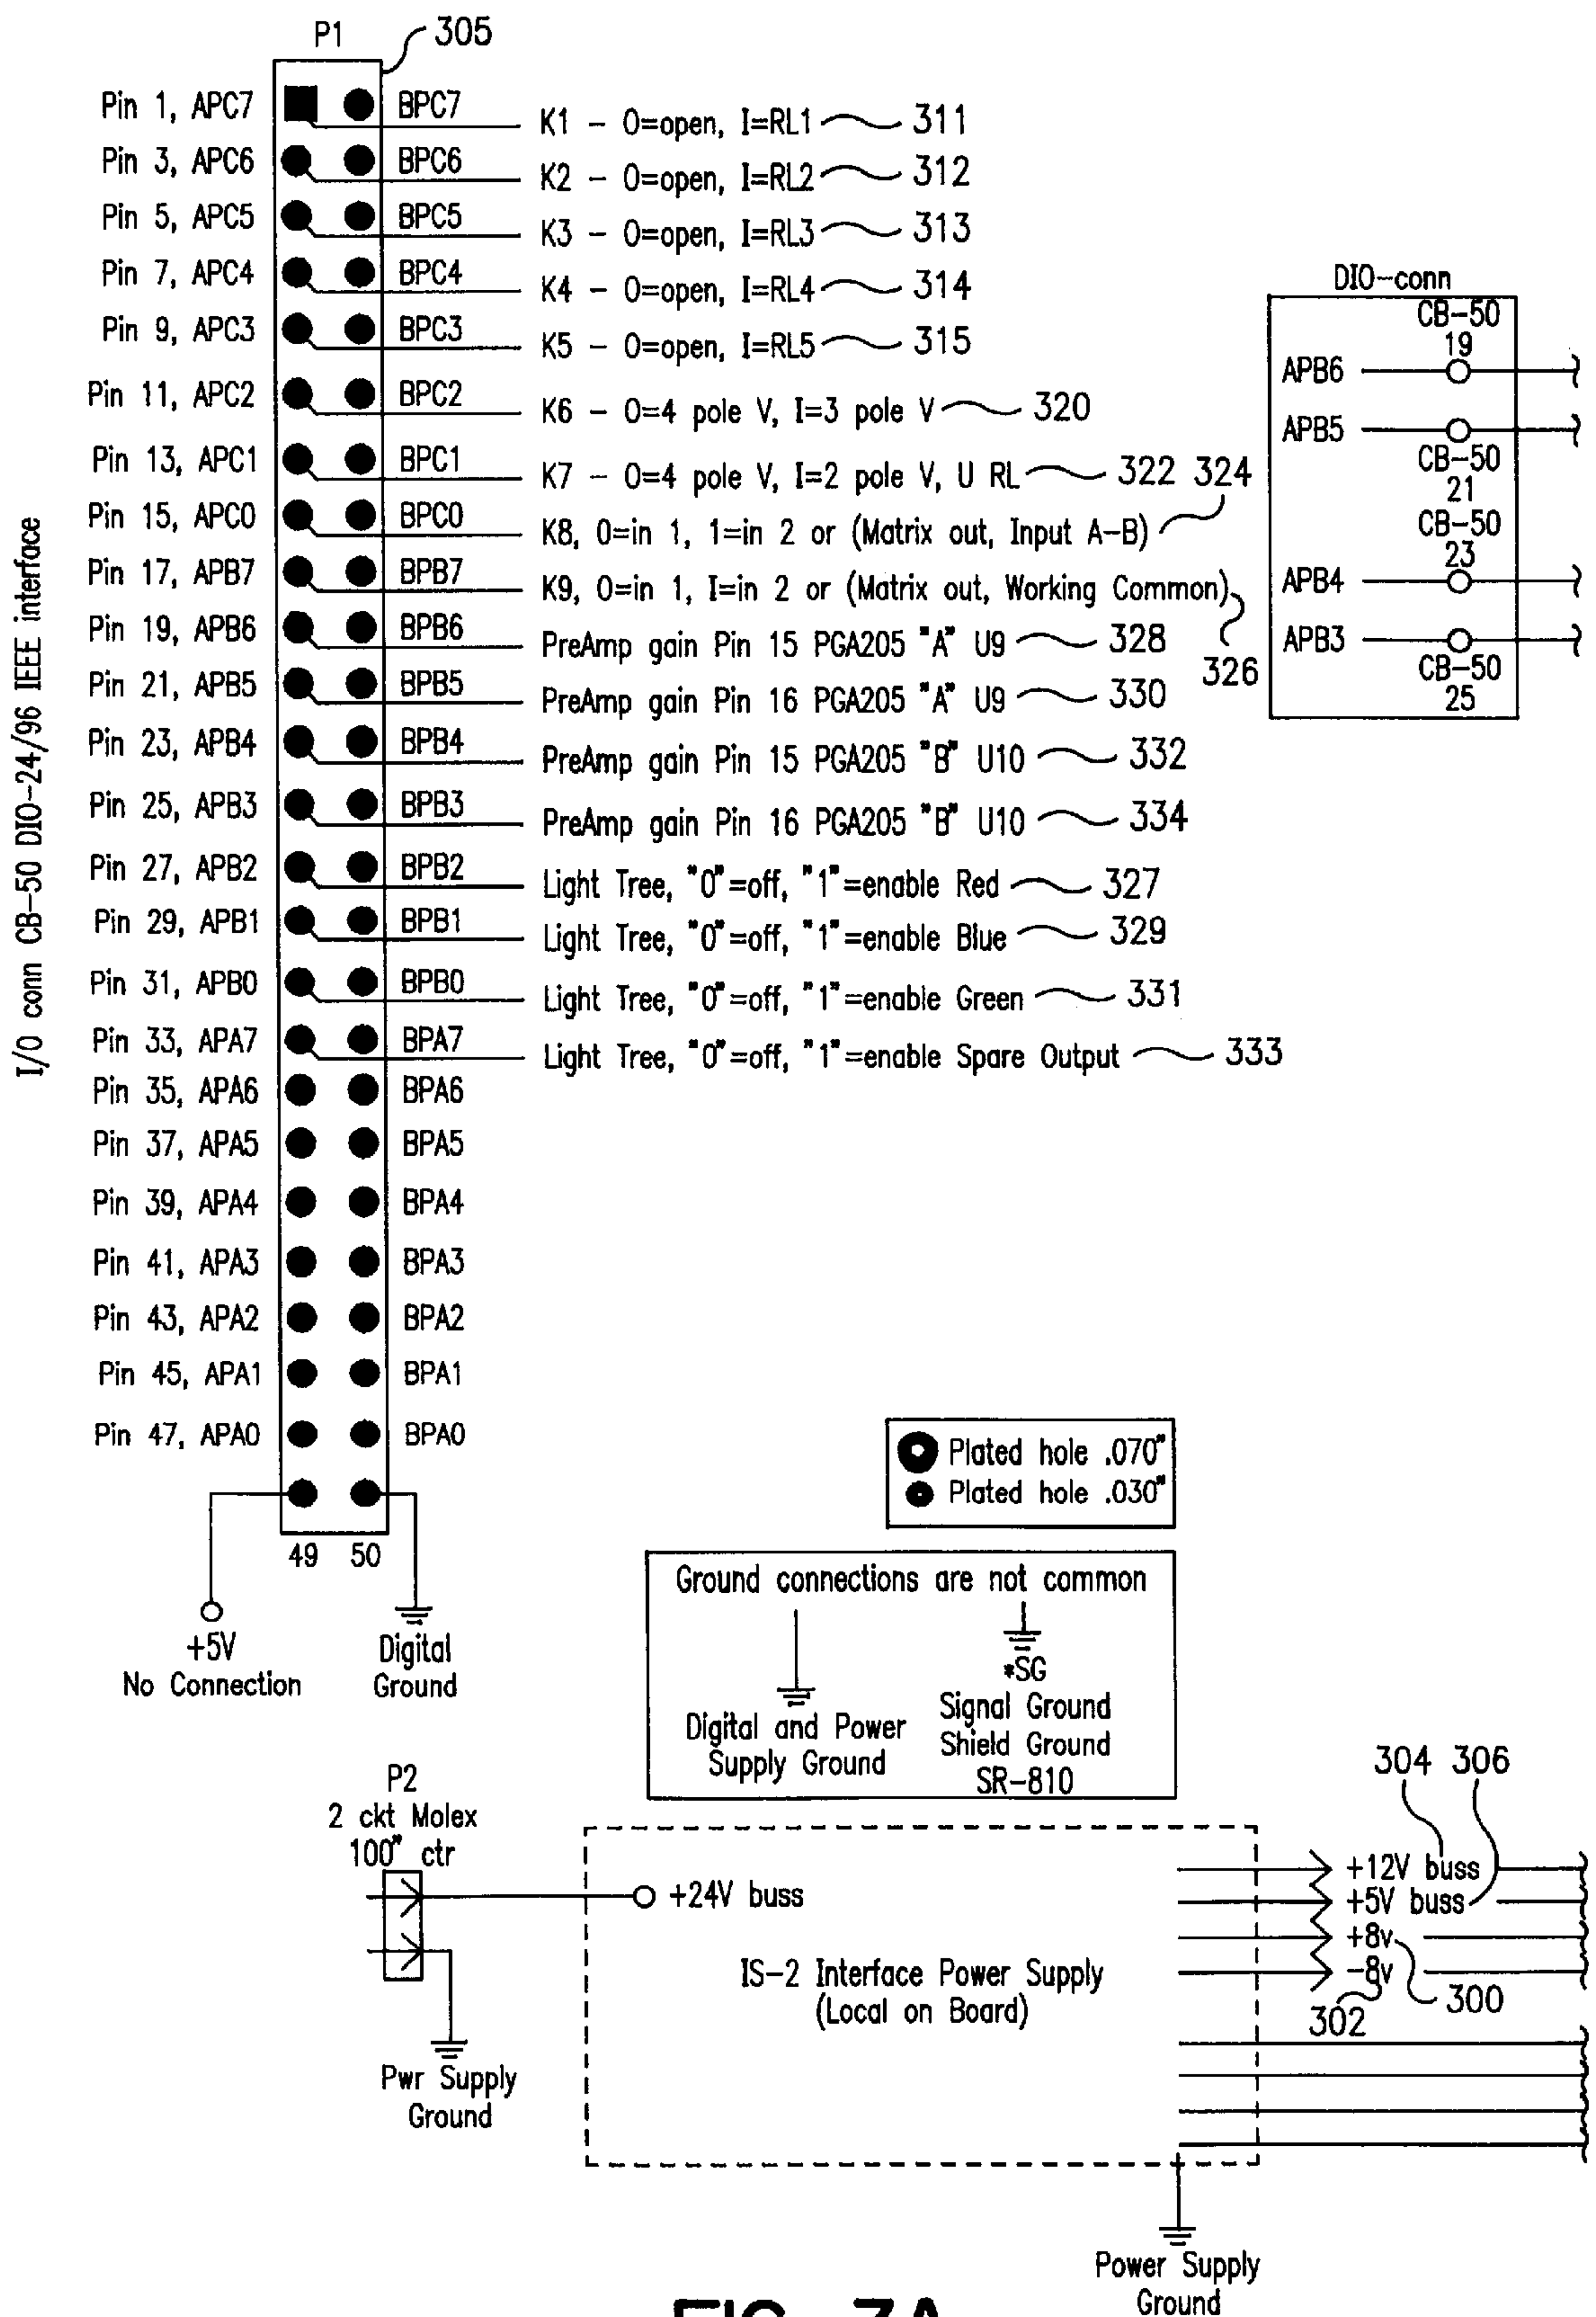 P1
305
I/O conn CB-50 DIO-24/96 IEEE interface
Pin 1, APC7 BPC7 K1 - 0=open, I=RL1 311
Pin 3, APC6 BPC6 K2 - 0=open, I=RL2 312
Pin 5, APC5 BPC5 K3 - 0=open, I=RL3 313
Pin 7, APC4 BPC4 K4 - 0=open, I=RL4 314
Pin 9, APC3 BPC3 K5 - 0=open, I=RL5 315
Pin 11, APC2 BPC2 K6 - 0=4 pole V, I=3 pole V 320
Pin 13, APC1 BPC1 K7 - 0=4 pole V, I=2 pole V, U RL 322
Pin 15, APC0 BPC0 K8, 0=in 1, 1=in 2 or (Matrix out, Input A-B) 324
Pin 17, APB7 BPB7 K9, 0=in 1, I=in 2 or (Matrix out, Working Common) 326
Pin 19, APB6 BPB6 PreAmp gain Pin 15 PGA205 "A" U9 328
Pin 21, APB5 BPB5 PreAmp gain Pin 16 PGA205 "A" U9 330
Pin 23, APB4 BPB4 PreAmp gain Pin 15 PGA205 "B" U10 332
Pin 25, APB3 BPB3 PreAmp gain Pin 16 PGA205 "B" U10 334
Pin 27, APB2 BPB2 Light Tree, "0"=off, "1"=enable Red 327
Pin 29, APB1 BPB1 Light Tree, "0"=off, "1"=enable Blue 329
Pin 31, APB0 BPB0 Light Tree, "0"=off, "1"=enable Green 331
Pin 33, APA7 BPA7 Light Tree, "0"=off, "1"=enable Spare Output 333
Pin 35, APA6 BPA6
Pin 37, APA5 BPA5
Pin 39, APA4 BPA4
Pin 41, APA3 BPA3
Pin 43, APA2 BPA2
Pin 45, APA1 BPA1
Pin 47, APA0 BPA0
49 50
+5V
No Connection
Digital
Ground
DIO-conn
CB-50
19
APB6
APB5
CB-50
21
CB-50
23
APB4
APB3
CB-50
25
Plated hole .070"
Plated hole .030"
Ground connections are not common
Digital and Power
Supply Ground
*SG
Signal Ground
Shield Ground
SR-810
P2
2 ckt Molex
100" ctr
Pwr Supply
Ground
+24V buss
IS-2 Interface Power Supply
(Local on Board)
304 306
+12V buss
+5V buss
+8v
-8v
300
302
Power Supply
Ground
FIG. 3A